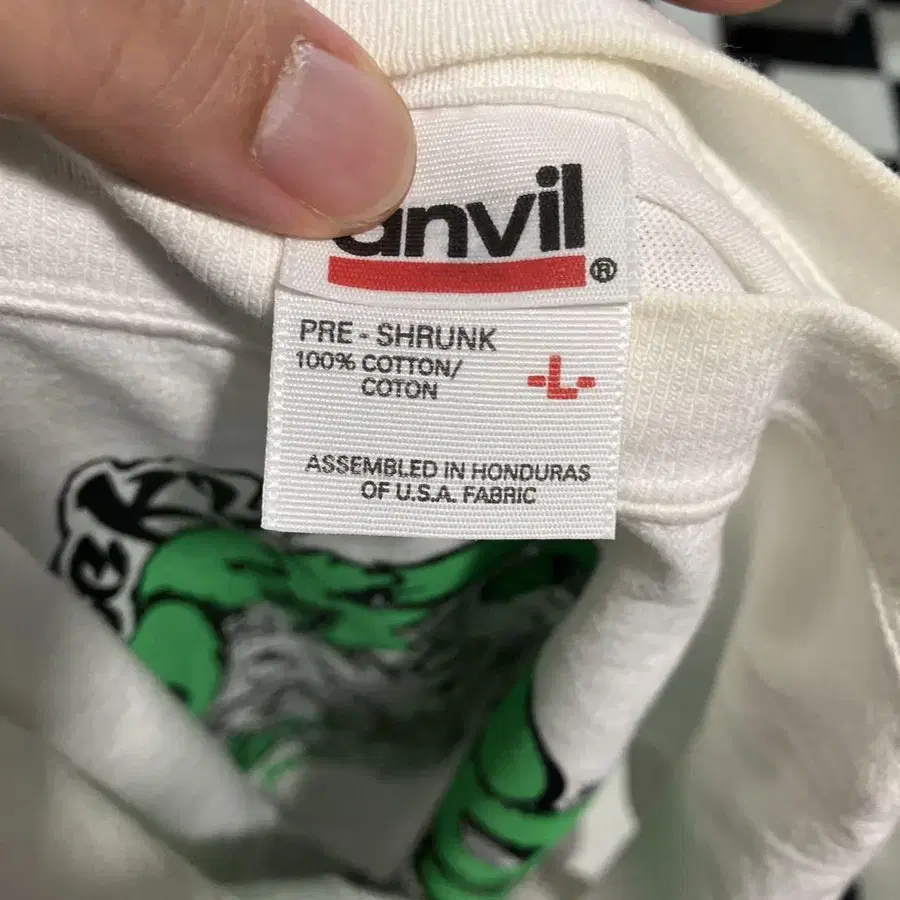 anvil
®
PRE - SHRUNK
100% COTTON/
COTON
-L-
ASSEMBLED IN HONDURAS
OF U.S.A. FABRIC